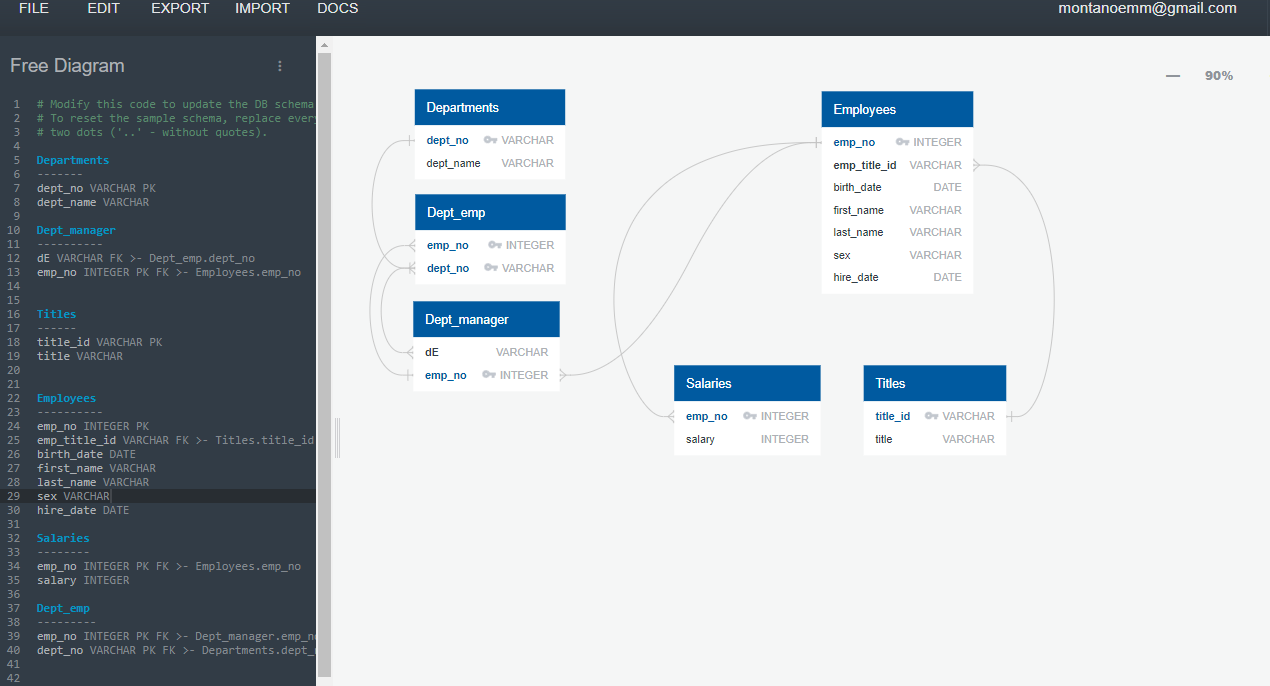 FILE EDIT EXPORT IMPORT DOCS montanoemm@gmail.com
Free Diagram
90%
1 # Modify this code to update the DB schema
2 # To reset the sample schema, replace every
3 # two dots ('..' - without quotes).
4
5 Departments
6 -------
7 dept_no VARCHAR PK
8 dept_name VARCHAR
9
10 Dept_manager
11 ----------
12 dE VARCHAR FK >- Dept_emp.dept_no
13 emp_no INTEGER PK FK >- Employees.emp_no
14
15
16 Titles
17 ------
18 title_id VARCHAR PK
19 title VARCHAR
20
21
22 Employees
23 ----------
24 emp_no INTEGER PK
25 emp_title_id VARCHAR FK >- Titles.title_id
26 birth_date DATE
27 first_name VARCHAR
28 last_name VARCHAR
29 sex VARCHAR
30 hire_date DATE
31
32 Salaries
33 --------
34 emp_no INTEGER PK FK >- Employees.emp_no
35 salary INTEGER
36
37 Dept_emp
38 ---------
39 emp_no INTEGER PK FK >- Dept_manager.emp_n
40 dept_no VARCHAR PK FK >- Departments.dept_
41
42
Departments
dept_no VARCHAR
dept_name VARCHAR
Dept_emp
emp_no INTEGER
dept_no VARCHAR
Dept_manager
dE VARCHAR
emp_no INTEGER
Employees
emp_no INTEGER
emp_title_id VARCHAR
birth_date DATE
first_name VARCHAR
last_name VARCHAR
sex VARCHAR
hire_date DATE
Salaries
emp_no INTEGER
salary INTEGER
Titles
title_id VARCHAR
title VARCHAR